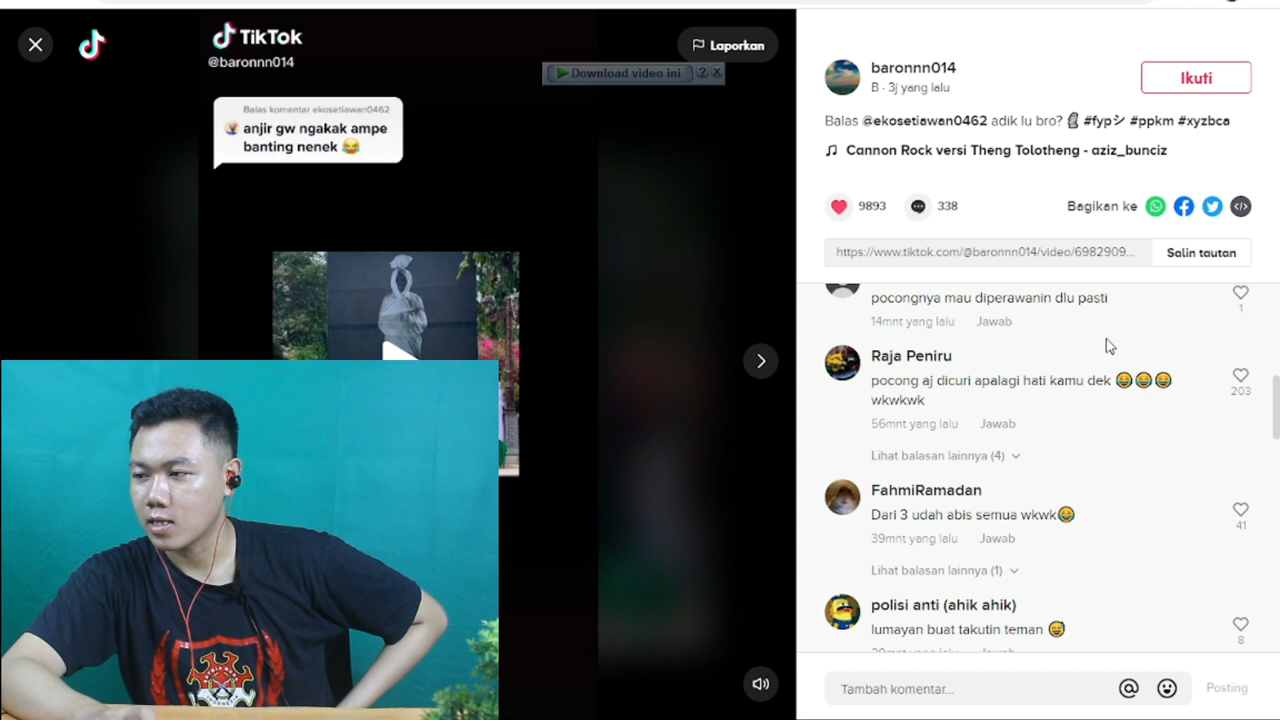 TikTok
@baronnn014
Laporkan
Download video ini
?
Balas komentar ekosetiawan0462
anjir gw ngakak ampe
banting nenek 😂
baronnn014
B · 3j yang lalu
Ikuti
Balas @ekosetiawan0462 adik lu bro? 🗿 #fypシ #ppkm #xyzbca
♫ Cannon Rock versi Theng Tolotheng - aziz_bunciz
9893
338
Bagikan ke
https://www.tiktok.com/@baronnn014/video/6982909...
Salin tautan
pocongnya mau diperawanin dlu pasti
1
14mnt yang lalu Jawab
Raja Peniru
pocong aj dicuri apalagi hati kamu dek 😂😂😂
wkwkwk
203
56mnt yang lalu Jawab
Lihat balasan lainnya (4)
FahmiRamadan
Dari 3 udah abis semua wkwk😂
41
39mnt yang lalu Jawab
Lihat balasan lainnya (1)
polisi anti (ahik ahik)
lumayan buat takutin teman 😅
8
Tambah komentar...
@
Posting